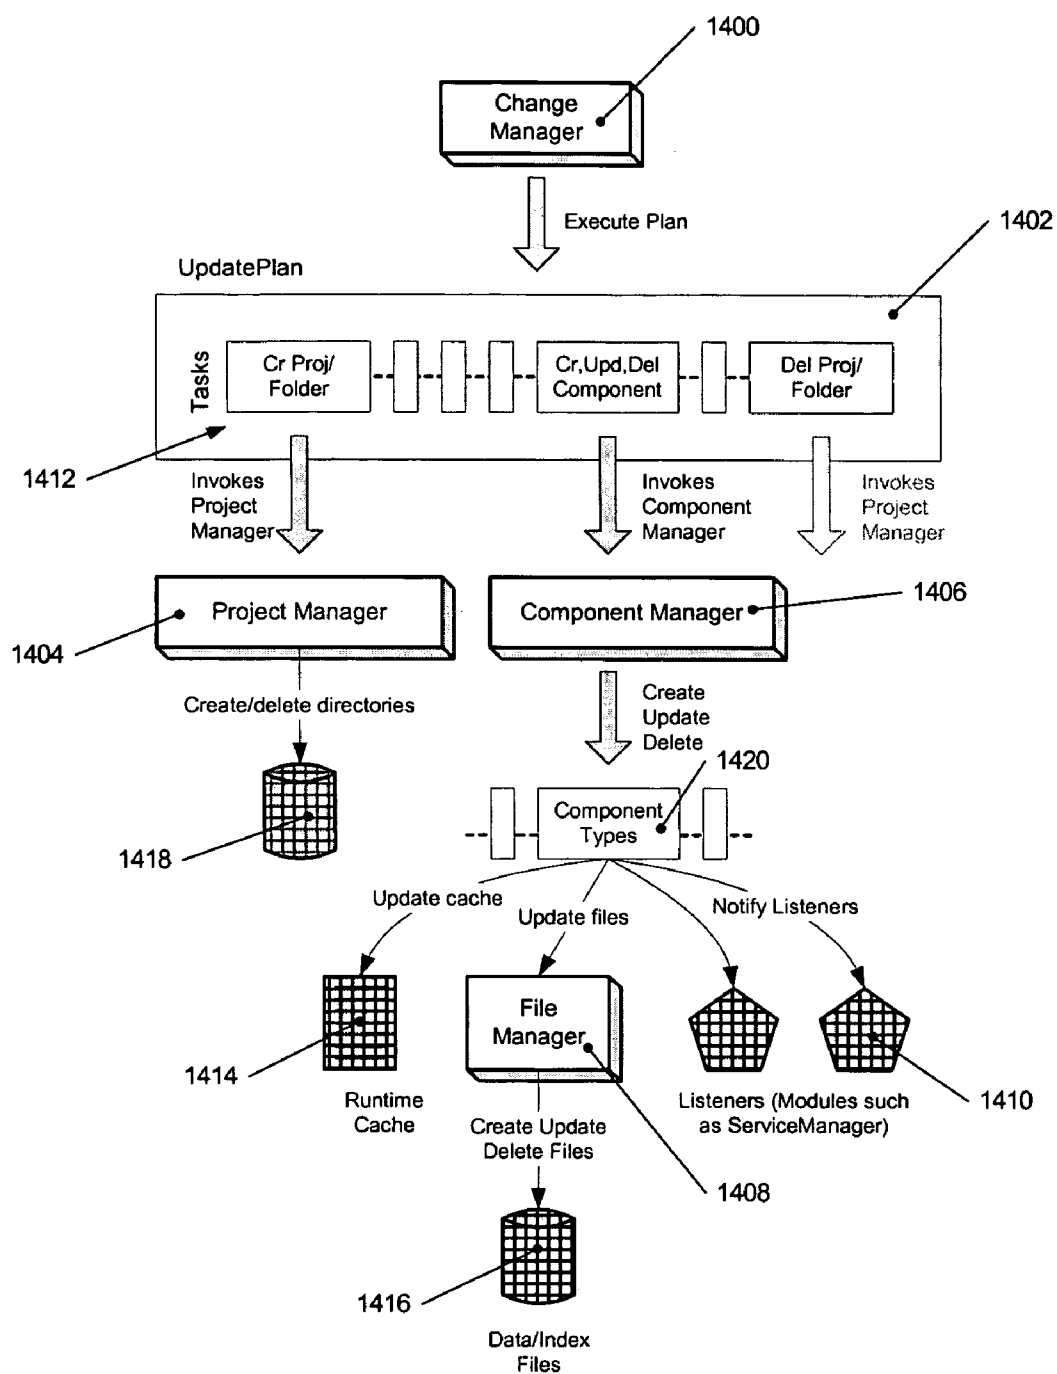 1400
Change
Manager
Execute Plan
1402
UpdatePlan
Tasks
Cr Proj/
Folder
Cr,Upd,Del
Component
Del Proj/
Folder
1412
Invokes
Project
Manager
Invokes
Component
Manager
Invokes
Project
Manager
Project Manager
Component Manager
1406
1404
Create/delete directories
Create
Update
Delete
1420
Component
Types
1418
Update cache
Update files
Notify Listeners
File
Manager
1414
Runtime
Cache
Listeners (Modules such
as ServiceManager)
1410
Create Update
Delete Files
1408
1416
Data/Index
Files